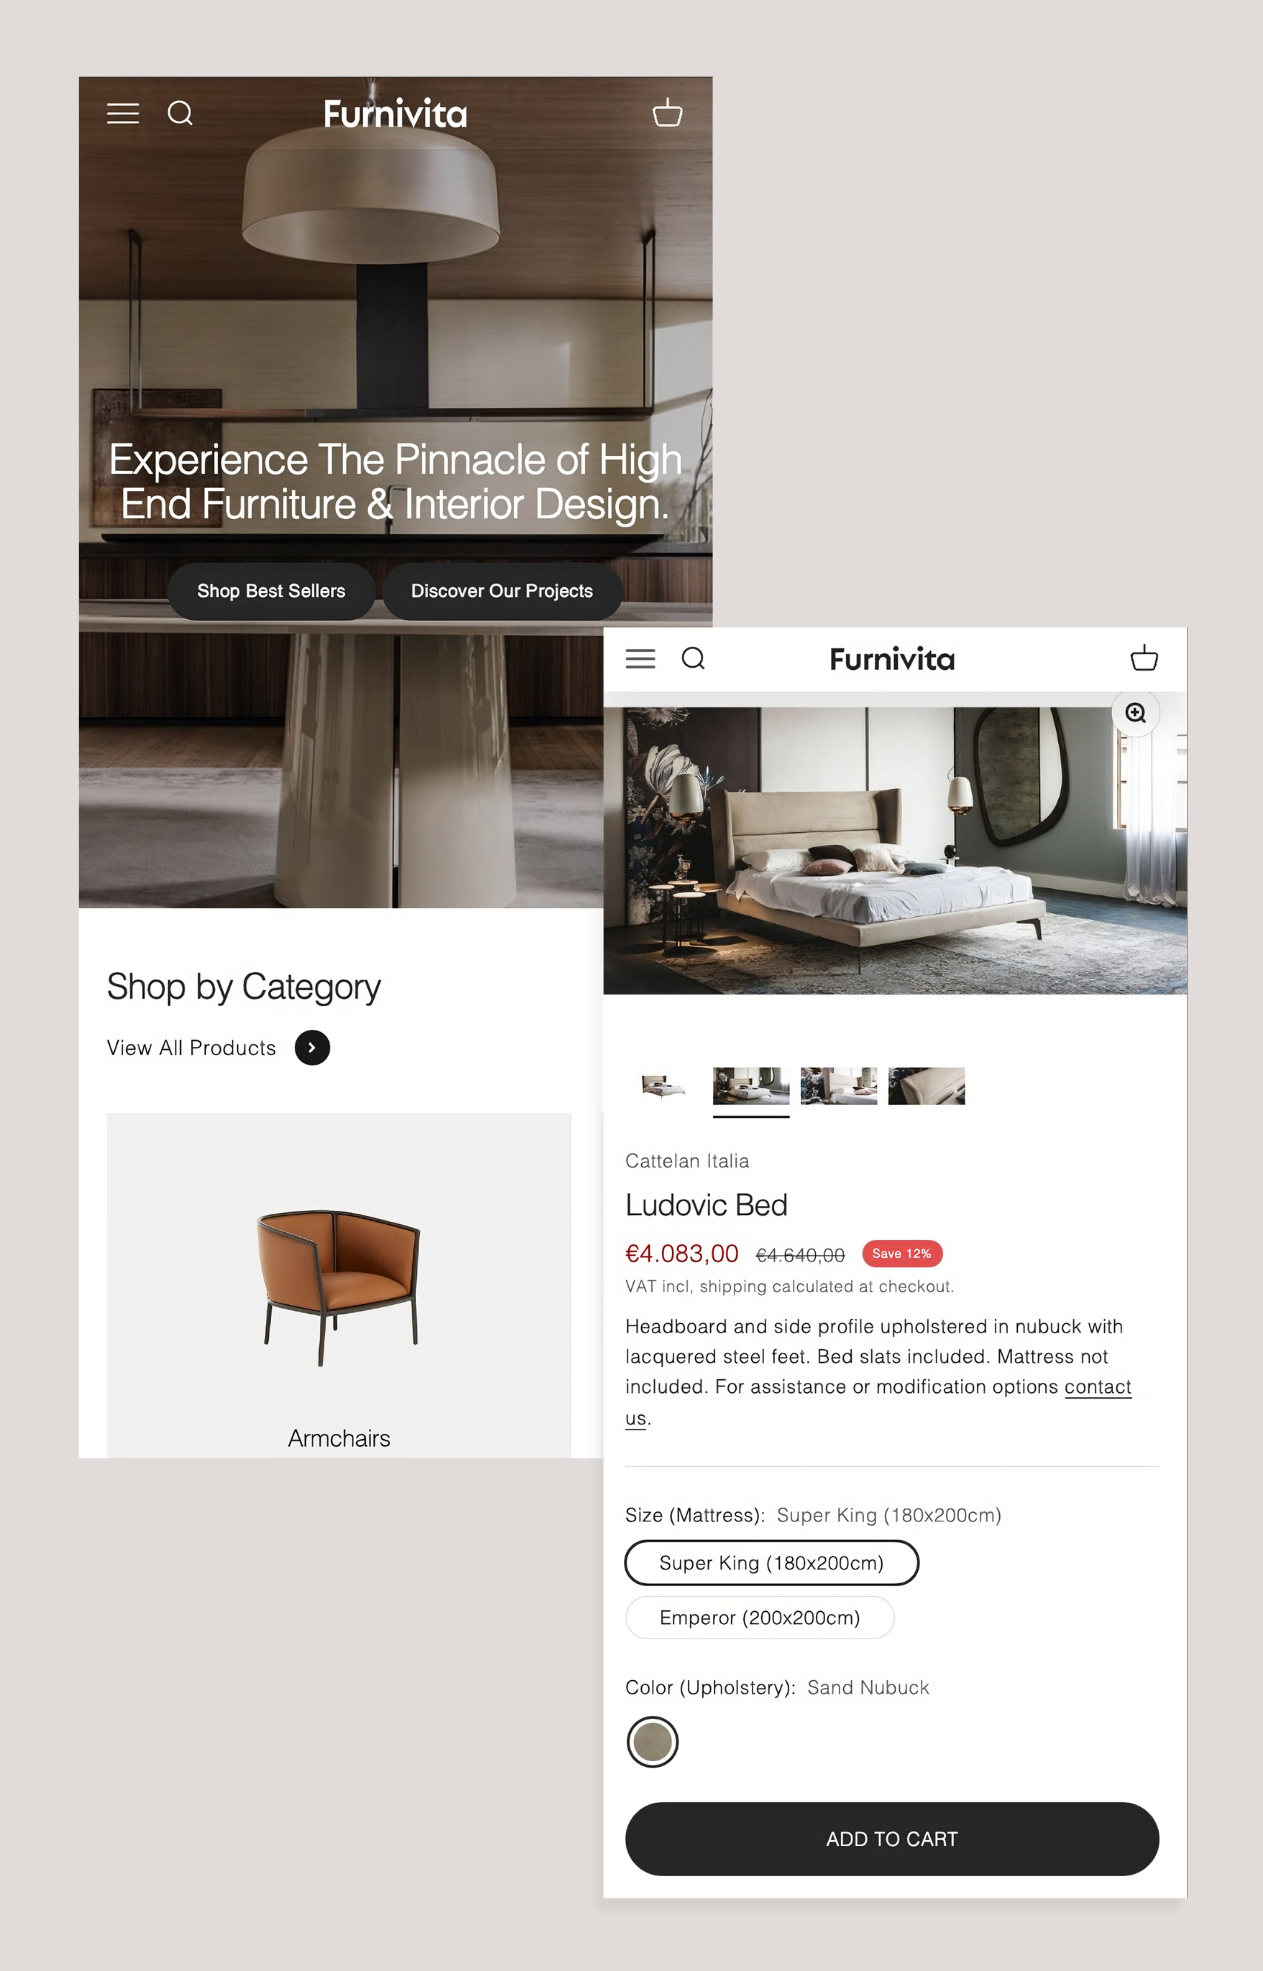 Furnivita
Experience The Pinnacle of High
End Furniture & Interior Design.
Shop Best Sellers
Discover Our Projects
Shop by Category
View All Products
Armchairs
Furnivita
Cattelan Italia
Ludovic Bed
€4.083,00 €4.640,00 Save 12%
VAT incl, shipping calculated at checkout.
Headboard and side profile upholstered in nubuck with
lacquered steel feet. Bed slats included. Mattress not
included. For assistance or modification options contact
us.
Size (Mattress): Super King (180x200cm)
Super King (180x200cm)
Emperor (200x200cm)
Color (Upholstery): Sand Nubuck
ADD TO CART